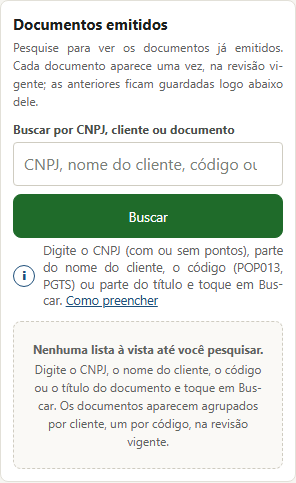 Documentos emitidos
Pesquise para ver os documentos já emitidos.
Cada documento aparece uma vez, na revisão vi-
gente; as anteriores ficam guardadas logo abaixo
dele.
Buscar por CNPJ, cliente ou documento
CNPJ, nome do cliente, código ou
Buscar
i
Digite o CNPJ (com ou sem pontos), parte
do nome do cliente, o código (POP013,
PGTS) ou parte do título e toque em Bus-
car. Como preencher
Nenhuma lista à vista até você pesquisar.
Digite o CNPJ, o nome do cliente, o código
ou o título do documento e toque em Bus-
car. Os documentos aparecem agrupados
por cliente, um por código, na revisão
vigente.